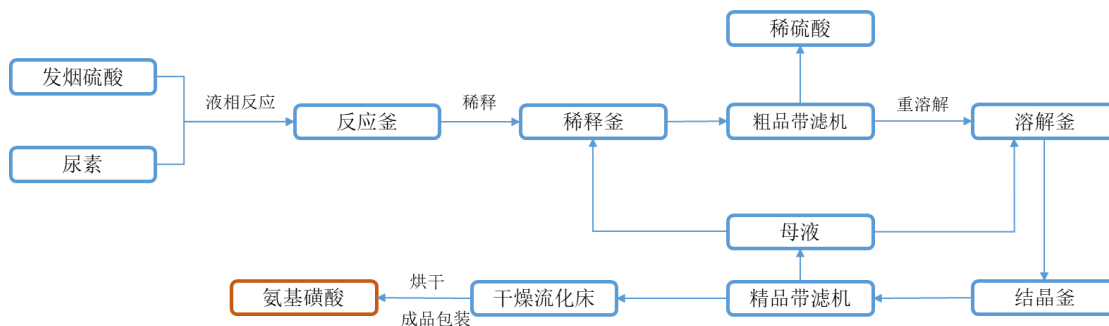 稀硫酸
发烟硫酸
液相反应
稀释
重溶解
反应釜
稀释釜
粗品带滤机
溶解釜
尿素
母液
烘干
氨基磺酸
干燥流化床
精品带滤机
结晶釜
成品包装